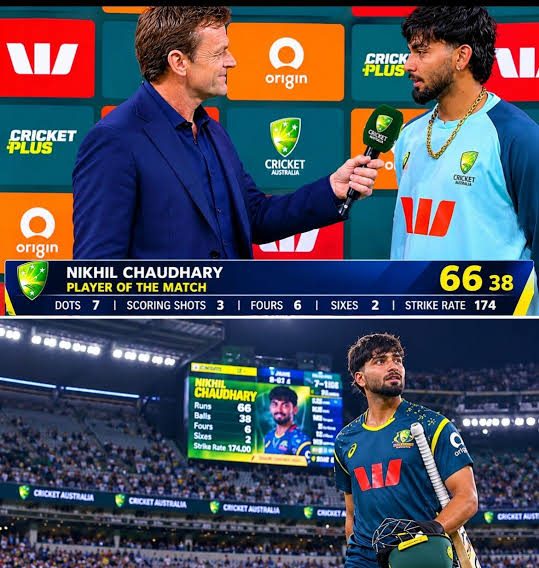 origin
CRICKET
PLUS
CRICKET
PLUS
CRICKET
CRICKET
AUSTRALIA
CRICKET
AUSTRALIA
origin
NIKHIL CHAUDHARY
PLAYER OF THE MATCH
66 38
DOTS 7 | SCORING SHOTS 3 | FOURS 6 | SIXES 2 | STRIKE RATE 174
NIKHIL
CHAUDHARY
Runs 66
Balls 38
Fours 6
Sixes 2
Strike Rate 174.00
CRICKET AUSTRALIA
CRICKET AUSTRALIA
CRICKET AUSTRALIA
CRICKET AUST